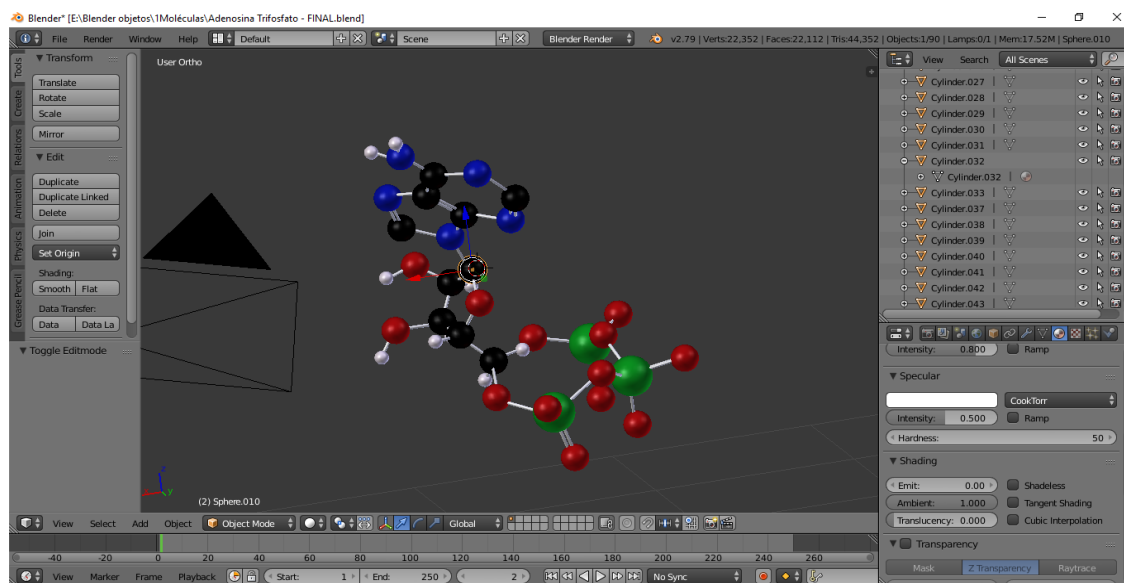 Blender* [E:\Blender objetos\1Moléculas\Adenosina Trifosfato - FINAL.blend]
File Render Window Help Default Scene Blender Render v2.79 | Verts:22,352 | Faces:22,112 | Tris:44,352 | Objects:1/90 | Lamps:0/1 | Mem:17.52M | Sphere.010
Tools
Create
Relations
Animation
Physics
Grease Pencil
Transform
Translate
Rotate
Scale
Mirror
Edit
Duplicate
Duplicate Linked
Delete
Join
Set Origin
Shading:
Smooth Flat
Data Transfer:
Data Data La
Toggle Editmode
User Ortho
z
y
(2) Sphere.010
View Select Add Object Object Mode Global
-40 -20 0 20 40 60 80 100 120 140 160 180 200 220 240 260
View Marker Frame Playback Start: 1 End: 250 2 No Sync
View Search All Scenes
Cylinder.027
Cylinder.028
Cylinder.029
Cylinder.030
Cylinder.031
Cylinder.032
Cylinder.032
Cylinder.033
Cylinder.037
Cylinder.038
Cylinder.039
Cylinder.040
Cylinder.041
Cylinder.042
Cylinder.043
Intensity: 0.800 Ramp
Specular
CookTorr
Intensity: 0.500 Ramp
Hardness: 50
Shading
Emit: 0.00 Shadeless
Ambient: 1.000 Tangent Shading
Translucency: 0.000 Cubic Interpolation
Transparency
Mask Z Transparency Raytrace